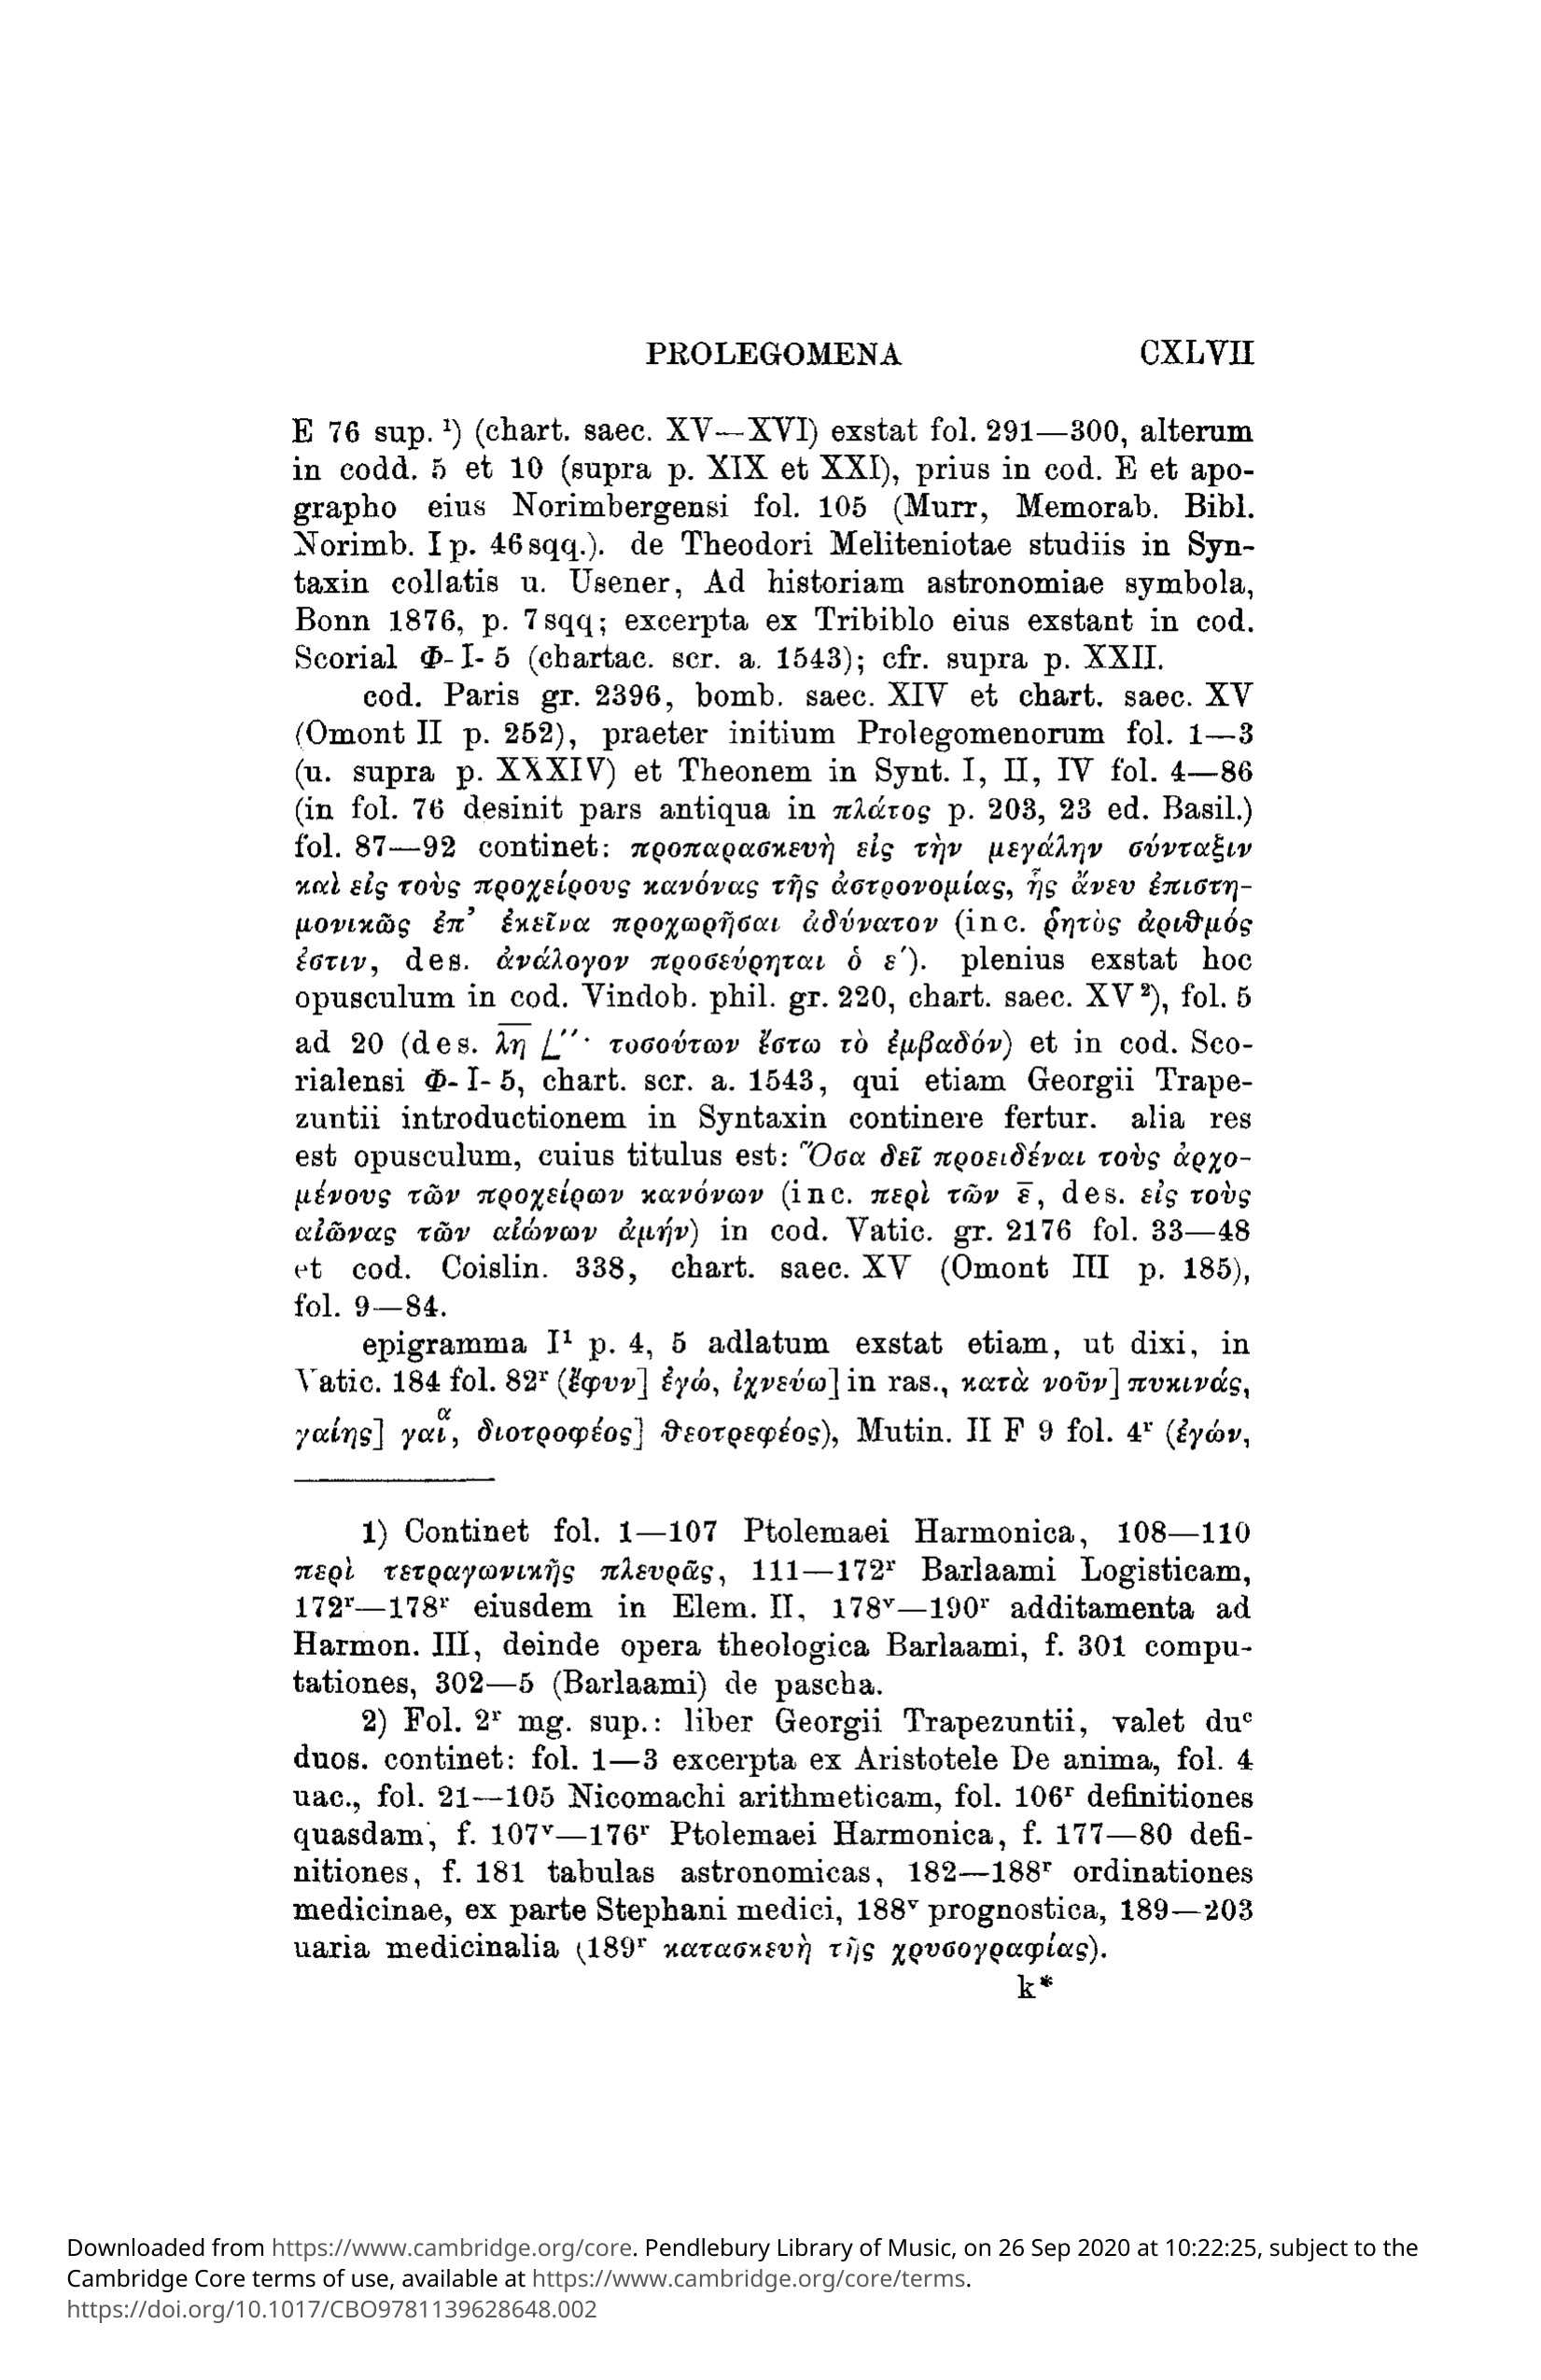 PROLEGOMENA CXLVII
E 76 sup.¹) (chart. saec. XV—XVI) exstat fol. 291—300, alterum
in codd. 5 et 10 (supra p. XIX et XXI), prius in cod. E et apo-
grapho eius Norimbergensi fol. 105 (Murr, Memorab. Bibl.
Norimb. I p. 46 sqq.). de Theodori Meliteniotae studiis in Syn-
taxin collatis u. Usener, Ad historiam astronomiae symbola,
Bonn 1876, p. 7 sqq; excerpta ex Tribiblo eius exstant in cod.
Scorial Φ-I-5 (chartac. scr. a. 1543); cfr. supra p. XXII.
cod. Paris gr. 2396, bomb. saec. XIV et chart. saec. XV
(Omont II p. 252), praeter initium Prolegomenorum fol. 1—3
(u. supra p. XXXIV) et Theonem in Synt. I, II, IV fol. 4—86
(in fol. 76 desinit pars antiqua in πλάτος p. 203, 23 ed. Basil.)
fol. 87—92 continet: προπαρασκευὴ εἰς τὴν μεγάλην σύνταξιν
καὶ εἰς τοὺς προχείρους κανόνας τῆς ἀστρονομίας, ἧς ἄνευ ἐπιστη-
μονικῶς ἐπ’ ἐκεῖνα προχωρῆσαι ἀδύνατον (inc. ῥητὸς ἀριθμός
ἐστιν, des. ἀνάλογον προσεύρηται ὁ ε´). plenius exstat hoc
opusculum in cod. Vindob. phil. gr. 220, chart. saec. XV²), fol. 5
ad 20 (des. λ̅η̅ ∠´´· τοσούτων ἔστω τὸ ἐμβαδόν) et in cod. Sco-
rialensi Φ-I-5, chart. scr. a. 1543, qui etiam Georgii Trape-
zuntii introductionem in Syntaxin continere fertur. alia res
est opusculum, cuius titulus est: Ὅσα δεῖ προειδέναι τοὺς ἀρχο-
μένους τῶν προχείρων κανόνων (inc. περὶ τῶν ε̅, des. εἰς τοὺς
αἰῶνας τῶν αἰώνων ἀμήν) in cod. Vatic. gr. 2176 fol. 33—48
et cod. Coislin. 338, chart. saec. XV (Omont III p. 185),
fol. 9—84.
epigramma I¹ p. 4, 5 adlatum exstat etiam, ut dixi, in
Vatic. 184 fol. 82ʳ (ἔφυν] ἐγώ, ἰχνεύω] in ras., κατὰ νοῦν] πυκινάς,
γαίης] γαῖᵅ, διοτροφέος] θεοτρεφέος), Mutin. II F 9 fol. 4ʳ (ἐγών,
1) Continet fol. 1—107 Ptolemaei Harmonica, 108—110
περὶ τετραγωνικῆς πλευρᾶς, 111—172ʳ Barlaami Logisticam,
172ʳ—178ʳ eiusdem in Elem. II, 178ᵛ—190ʳ additamenta ad
Harmon. III, deinde opera theologica Barlaami, f. 301 compu-
tationes, 302—5 (Barlaami) de pascha.
2) Fol. 2ʳ mg. sup.: liber Georgii Trapezuntii, valet duᶜ
duos. continet: fol. 1—3 excerpta ex Aristotele De anima, fol. 4
uac., fol. 21—105 Nicomachi arithmeticam, fol. 106ʳ definitiones
quasdam, f. 107ᵛ—176ʳ Ptolemaei Harmonica, f. 177—80 defi-
nitiones, f. 181 tabulas astronomicas, 182—188ʳ ordinationes
medicinae, ex parte Stephani medici, 188ᵛ prognostica, 189—203
uaria medicinalia (189ʳ κατασκευὴ τῆς χρυσογραφίας).
k*
Downloaded from https://www.cambridge.org/core. Pendlebury Library of Music, on 26 Sep 2020 at 10:22:25, subject to the
Cambridge Core terms of use, available at https://www.cambridge.org/core/terms.
https://doi.org/10.1017/CBO9781139628648.002